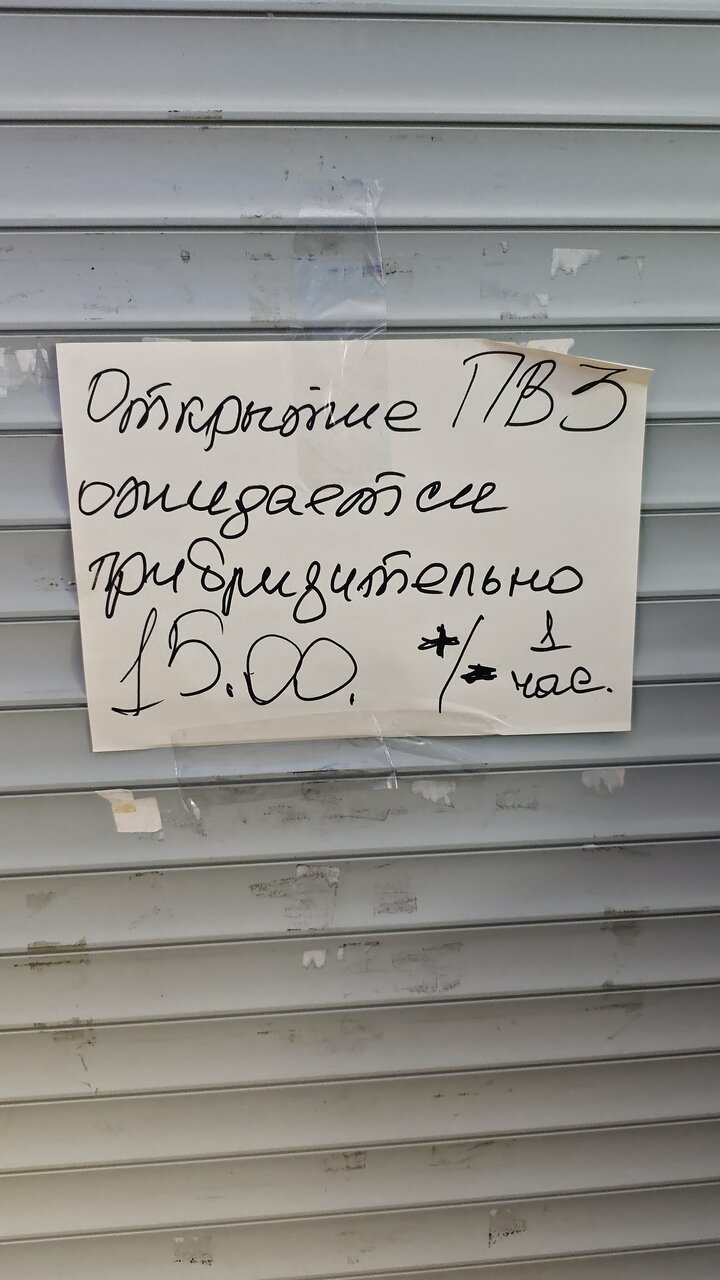 Открытие ПВЗ
ожидается
приблизительно
15.00. +/- 1 час.